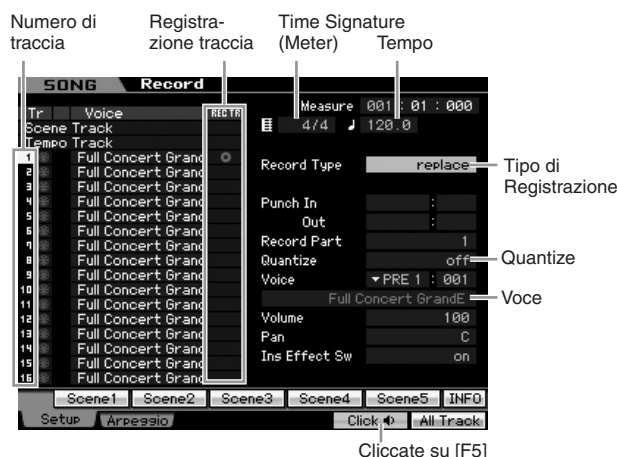 Numero di traccia
Registra-
zione traccia
Time Signature
(Meter)
Tempo
SONG Record
Measure 001 : 01 : 000
Tr Voice REC TR
4/4 120.0
Scene Track
Tempo Track
1 Full Concert Grand
2 Full Concert Grand
3 Full Concert Grand
4 Full Concert Grand
5 Full Concert Grand
6 Full Concert Grand
7 Full Concert Grand
8 Full Concert Grand
9 Full Concert Grand
10 Full Concert Grand
11 Full Concert Grand
12 Full Concert Grand
13 Full Concert Grand
14 Full Concert Grand
15 Full Concert Grand
16 Full Concert Grand
Record Type replace
Punch In :
Out :
Record Part 1
Quantize off
Voice PRE 1 : 001
Full Concert GrandE
Volume 100
Pan C
Ins Effect Sw on
Tipo di
Registrazione
Quantize
Voce
Scene1 Scene2 Scene3 Scene4 Scene5 INFO
Setup Arpeggio Click All Track
Cliccate su [F5]